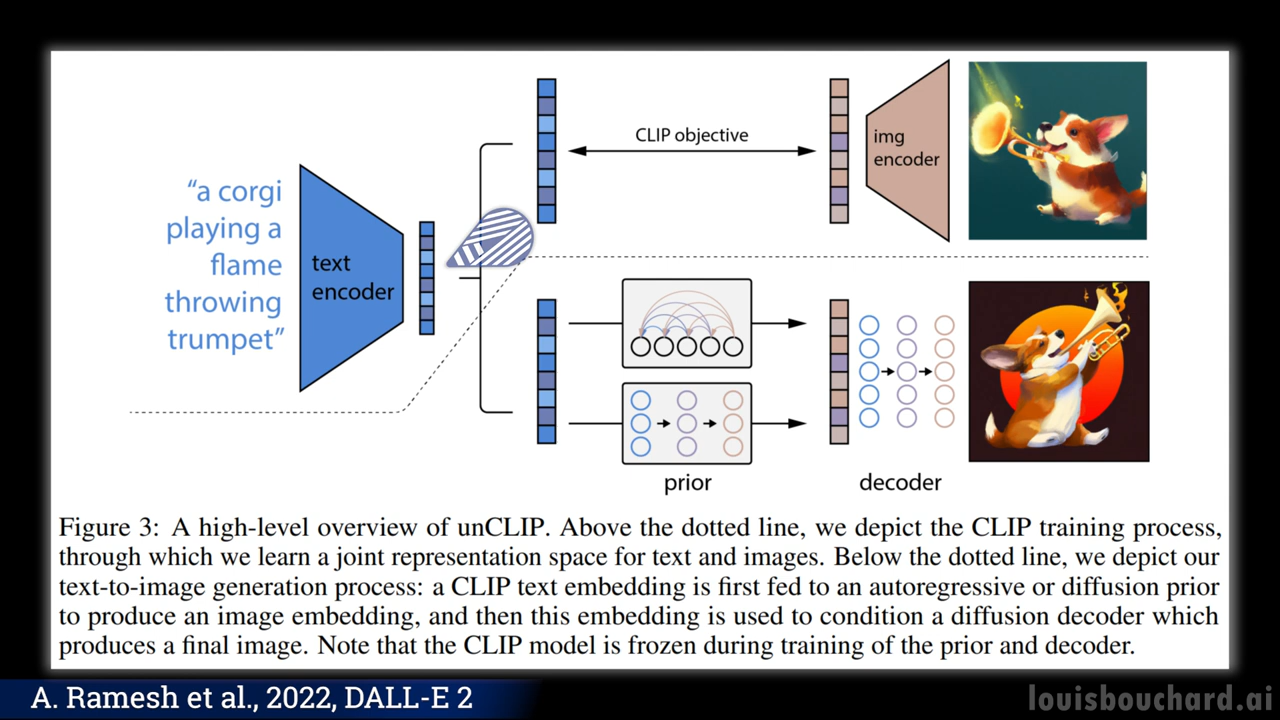 “a corgi
playing a
flame
throwing
trumpet”
text
encoder
CLIP objective
img
encoder
prior
decoder
Figure 3: A high-level overview of unCLIP. Above the dotted line, we depict the CLIP training process,
through which we learn a joint representation space for text and images. Below the dotted line, we depict our
text-to-image generation process: a CLIP text embedding is first fed to an autoregressive or diffusion prior
to produce an image embedding, and then this embedding is used to condition a diffusion decoder which
produces a final image. Note that the CLIP model is frozen during training of the prior and decoder.
A. Ramesh et al., 2022, DALL-E 2
louisbouchard.ai